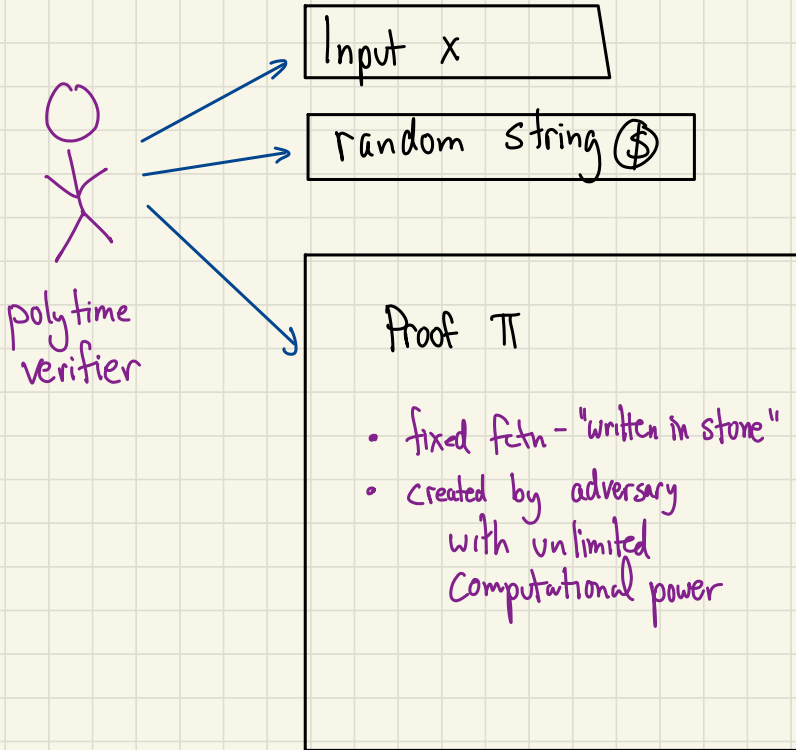 Input x
random string $
polytime
verifier
Proof π
• fixed fctn - "written in stone"
• created by adversary
with unlimited
computational power